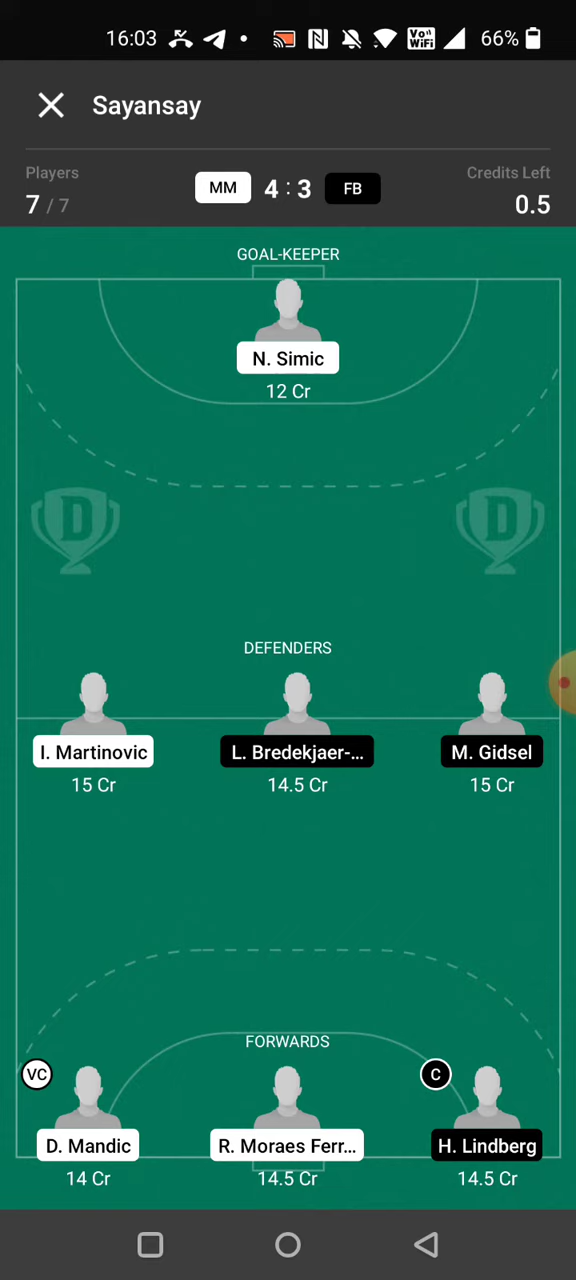 16:03
Vo))
WiFi
66%
Sayansay
Players
7 / 7
MM 4 : 3 FB
Credits Left
0.5
GOAL-KEEPER
N. Simic
12 Cr
D D
DEFENDERS
I. Martinovic L. Bredekjaer-... M. Gidsel
15 Cr 14.5 Cr 15 Cr
FORWARDS
VC C
D. Mandic R. Moraes Ferr... H. Lindberg
14 Cr 14.5 Cr 14.5 Cr